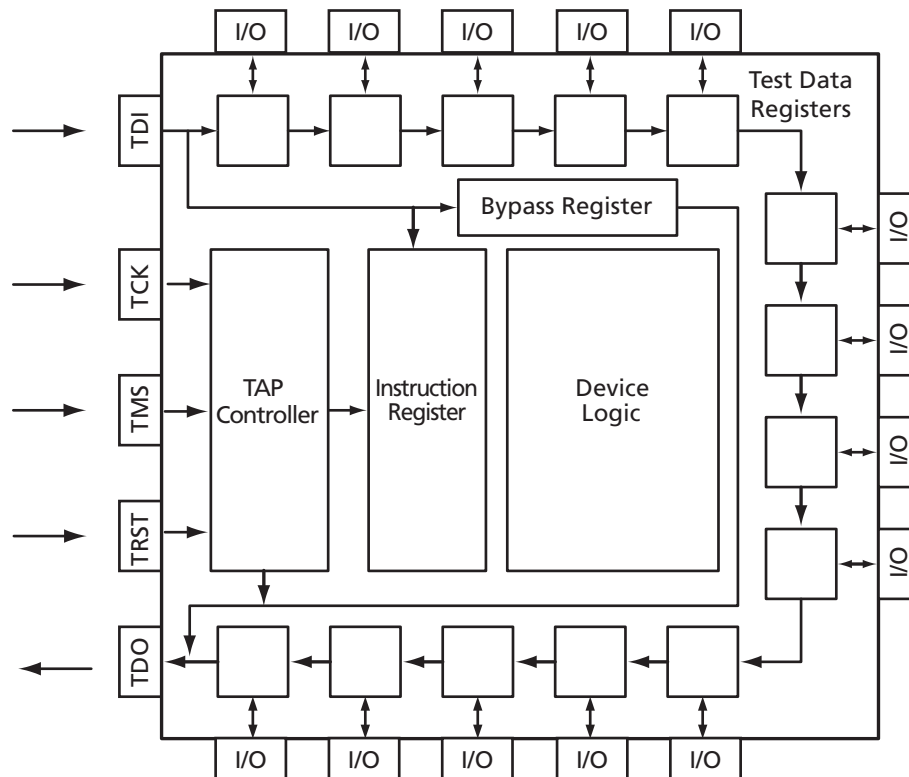 I/O
I/O
I/O
I/O
I/O
Test Data
Registers
TDI
Bypass Register
I/O
TCK
I/O
TAP
Controller
Instruction
Register
Device
Logic
TMS
I/O
TRST
I/O
TDO
I/O
I/O
I/O
I/O
I/O